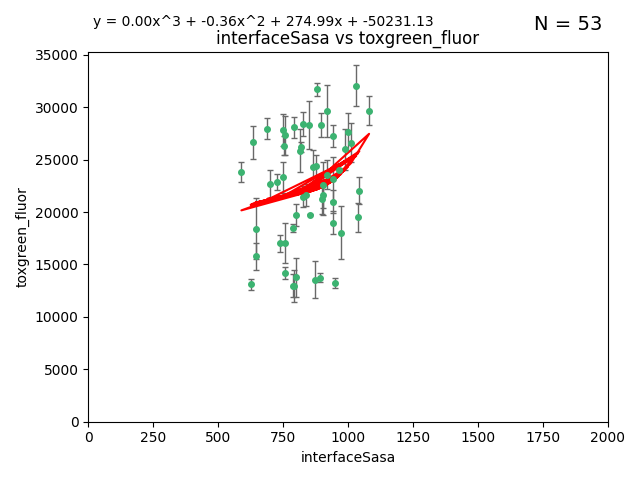 y = 0.00x^3 + -0.36x^2 + 274.99x + -50231.13
N = 53
interfaceSasa vs toxgreen_fluor
35000
30000
25000
20000
15000
10000
5000
0
toxgreen_fluor
0 250 500 750 1000 1250 1500 1750 2000
interfaceSasa